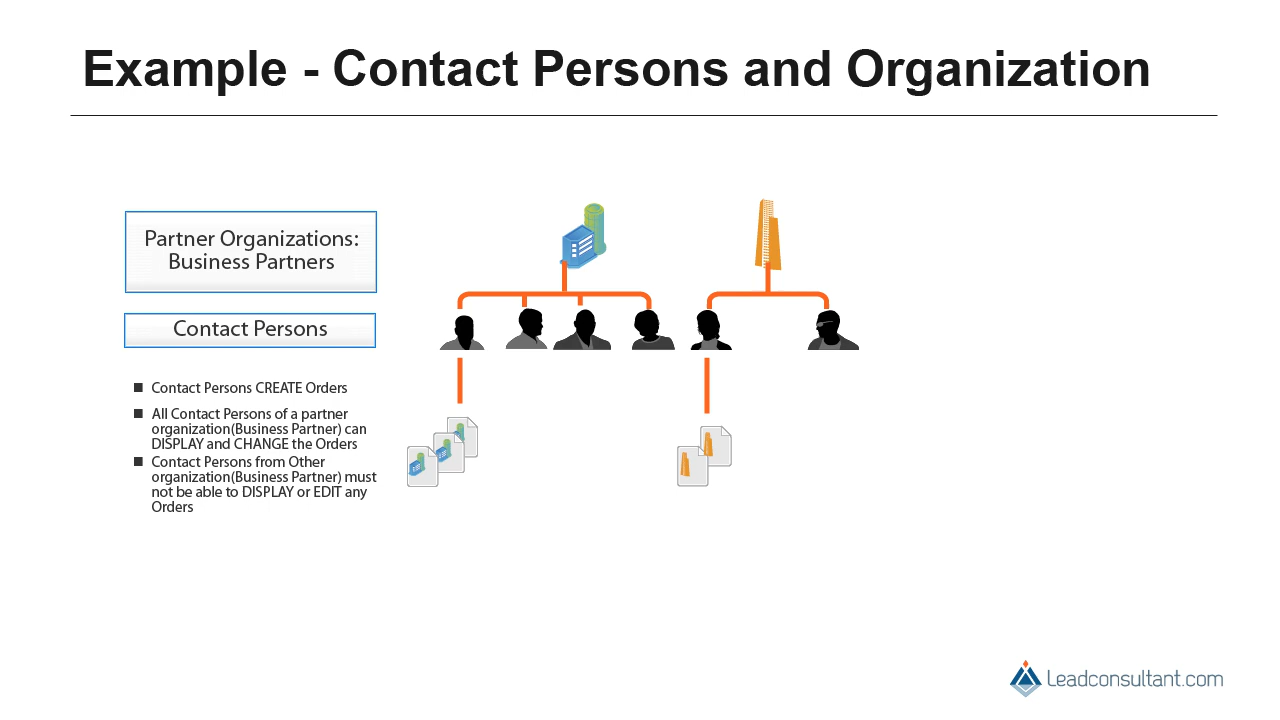 Example - Contact Persons and Organization
Partner Organizations:
Business Partners
Contact Persons
Contact Persons CREATE Orders
All Contact Persons of a partner
organization(Business Partner) can
DISPLAY and CHANGE the Orders
Contact Persons from Other
organization(Business Partner) must
not be able to DISPLAY or EDIT any
Orders
Leadconsultant.com